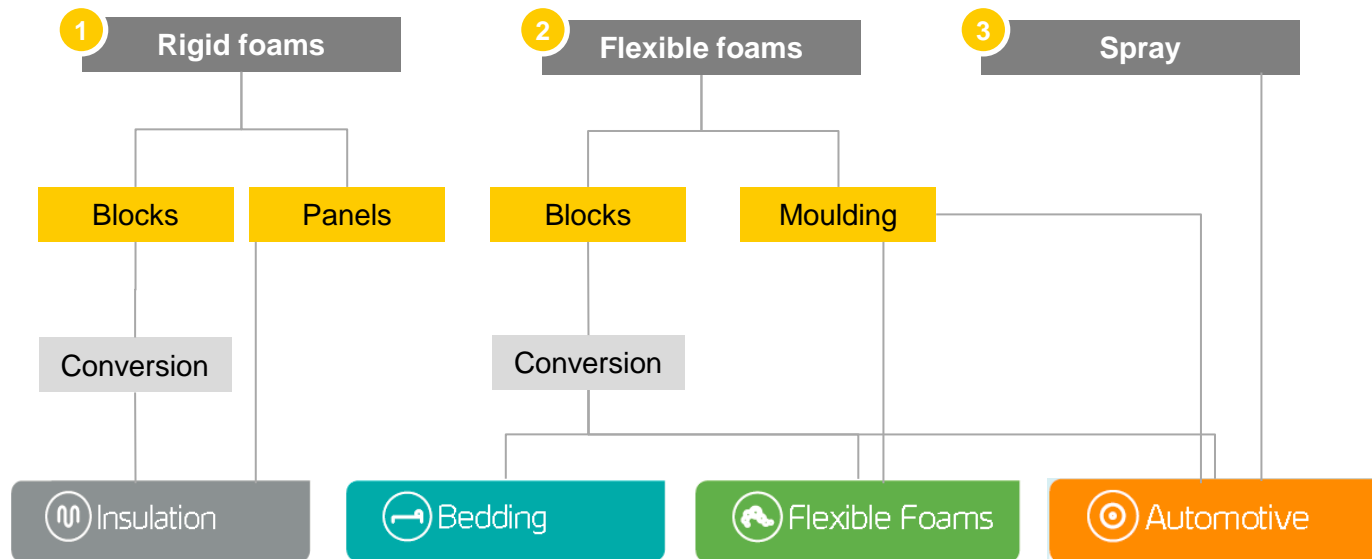 1
Rigid foams
2
Flexible foams
3
Spray
Blocks
Panels
Blocks
Moulding
Conversion
Conversion
Insulation
Bedding
Flexible Foams
Automotive